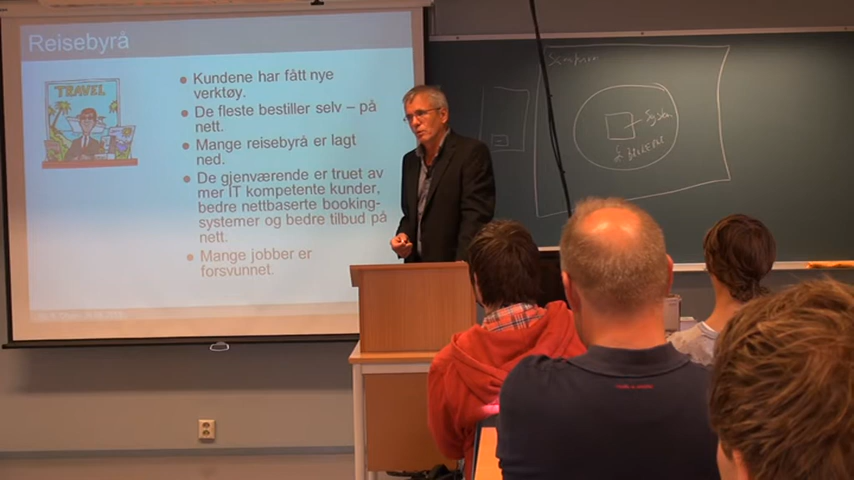 Reisebyrå
TRAVEL
Kundene har fått nye
verktøy.
De fleste bestiller selv – på
nett.
Mange reisebyrå er lagt
ned.
De gjenværende er truet av
mer IT kompetente kunder,
bedre nettbaserte booking-
systemer og bedre tilbud på
nett.
Mange jobber er
forsvunnet.